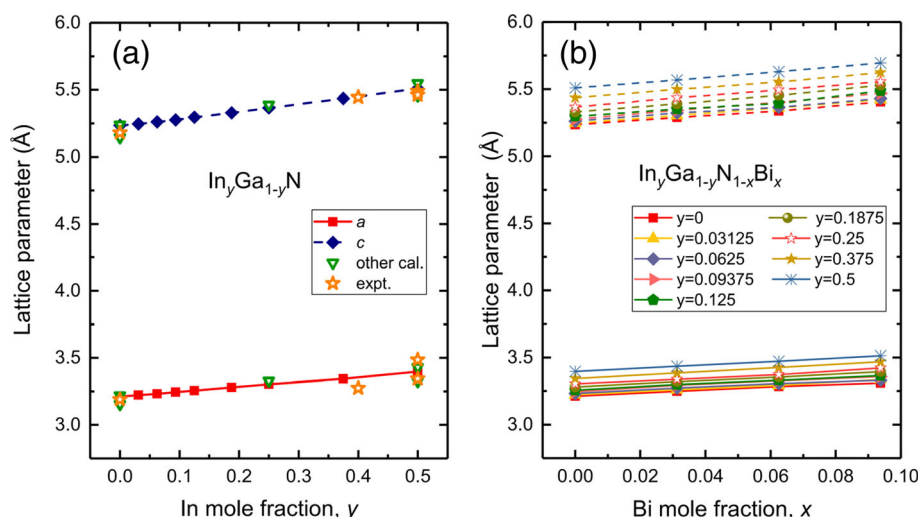 (a)
Lattice parameter (Å)
6.0
5.5
5.0
4.5
4.0
3.5
3.0
InyGa1-yN
a
c
other cal.
expt.
0.0 0.1 0.2 0.3 0.4 0.5
In mole fraction, y
(b)
Lattice parameter (Å)
6.0
5.5
5.0
4.5
4.0
3.5
3.0
InyGa1-yN1-xBix
y=0 y=0.1875
y=0.03125 y=0.25
y=0.0625 y=0.375
y=0.09375 y=0.5
y=0.125
0.00 0.02 0.04 0.06 0.08 0.10
Bi mole fraction, x